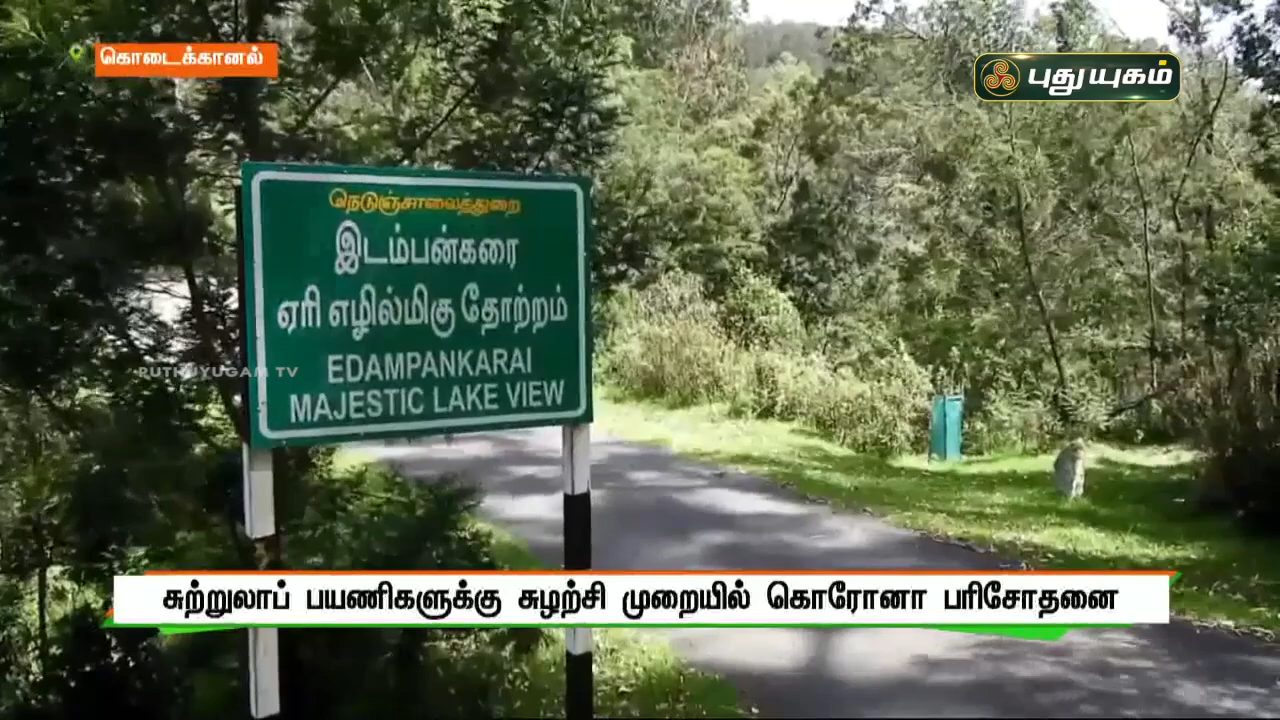 கொடைக்கானல்
புதுயுகம்
நெடுஞ்சாலைத்துறை
இடம்பன்கரை
ஏரி எழில்மிகு தோற்றம்
EDAMPANKARAI
MAJESTIC LAKE VIEW
PUTHUYUGAM TV
சுற்றுலாப் பயணிகளுக்கு சுழற்சி முறையில் கொரோனா பரிசோதனை